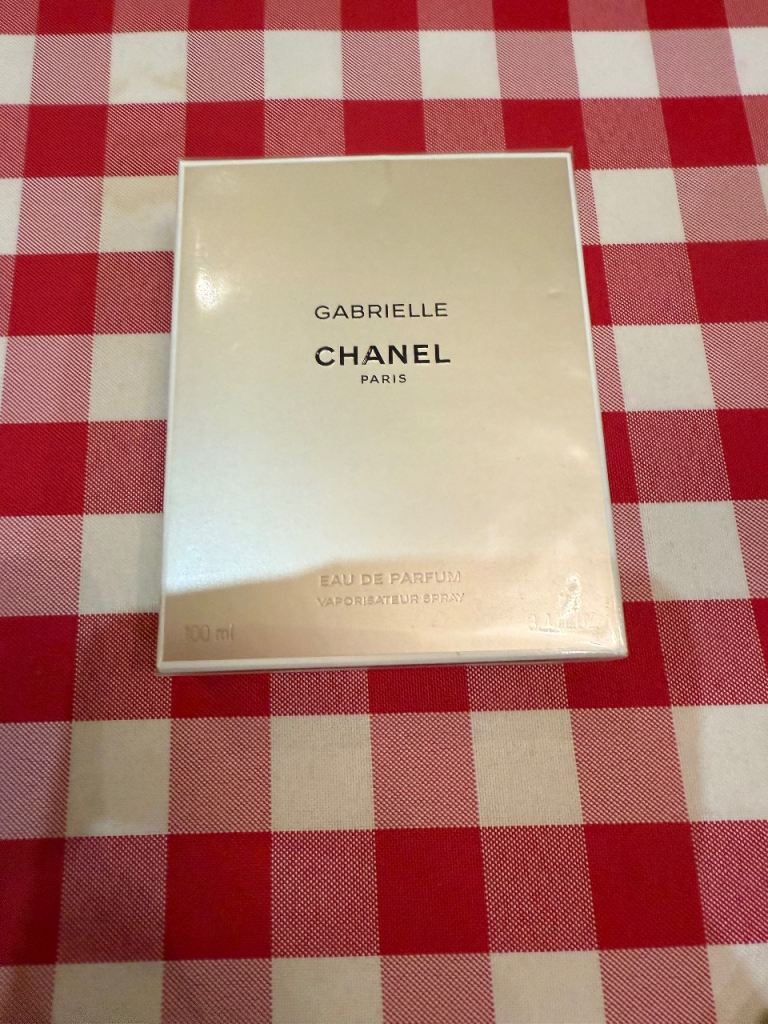 GABRIELLE
CHANEL
PARIS
EAU DE PARFUM
VAPORISATEUR SPRAY
100 ml